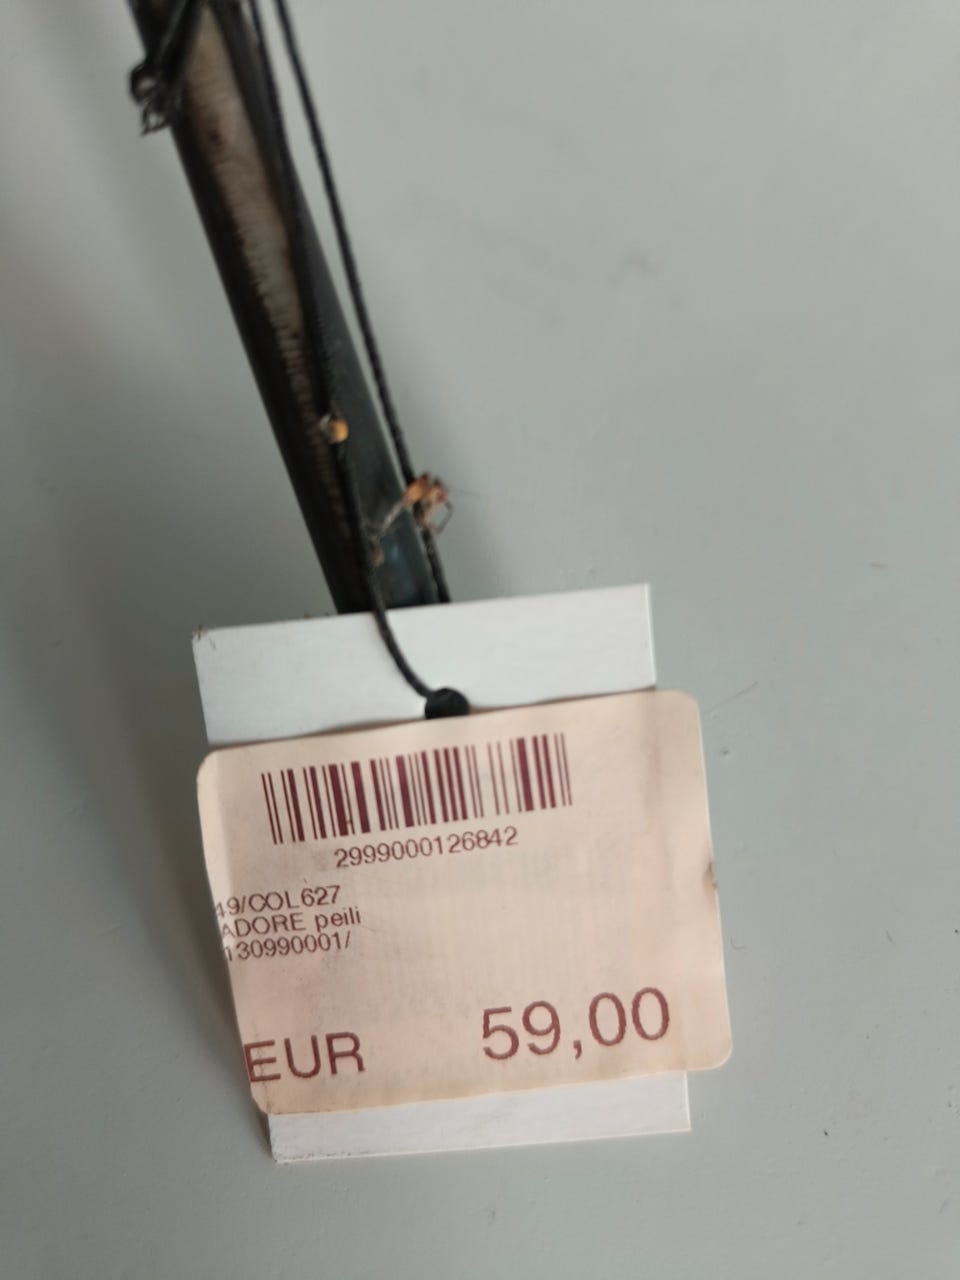 2999000126842
49/COL627
ADORE peili
130990001/
EUR 59,00